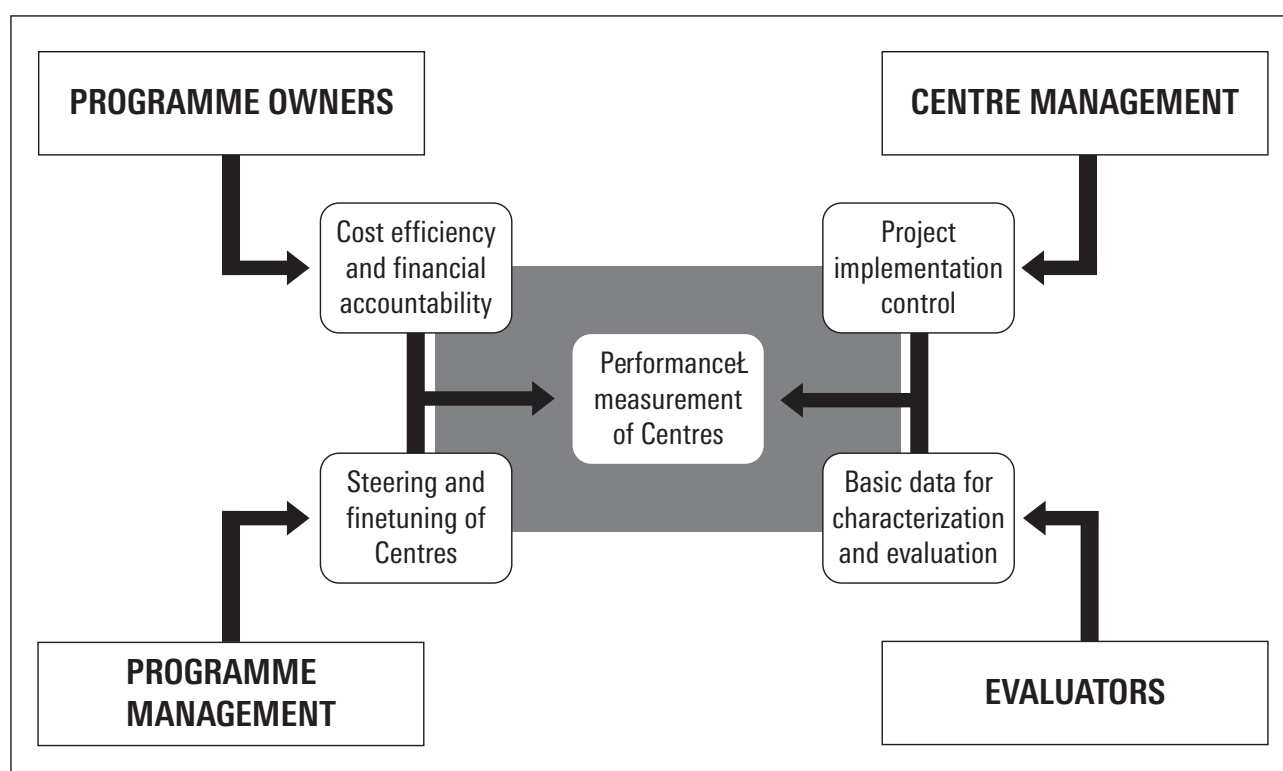 PROGRAMME OWNERS
CENTRE MANAGEMENT
Cost efficiency
and financial
accountability
Project
implementation
control
PerformanceŁ
measurement
of Centres
Steering and
finetuning of
Centres
Basic data for
characterization
and evaluation
PROGRAMME
MANAGEMENT
EVALUATORS